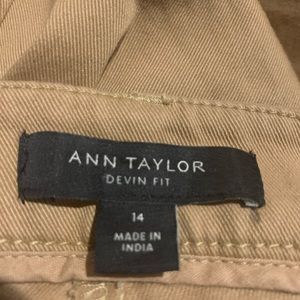 ANN TAYLOR
DEVIN FIT
14
MADE IN
INDIA